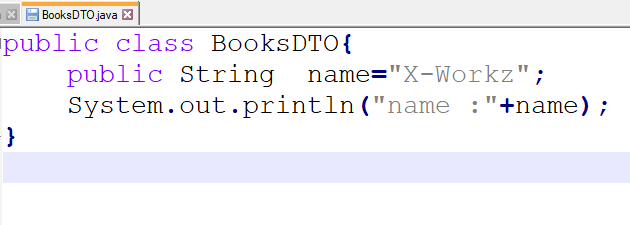 BooksDTO.java
public class BooksDTO{
    public String  name="X-Workz";
    System.out.println("name :"+name);
}